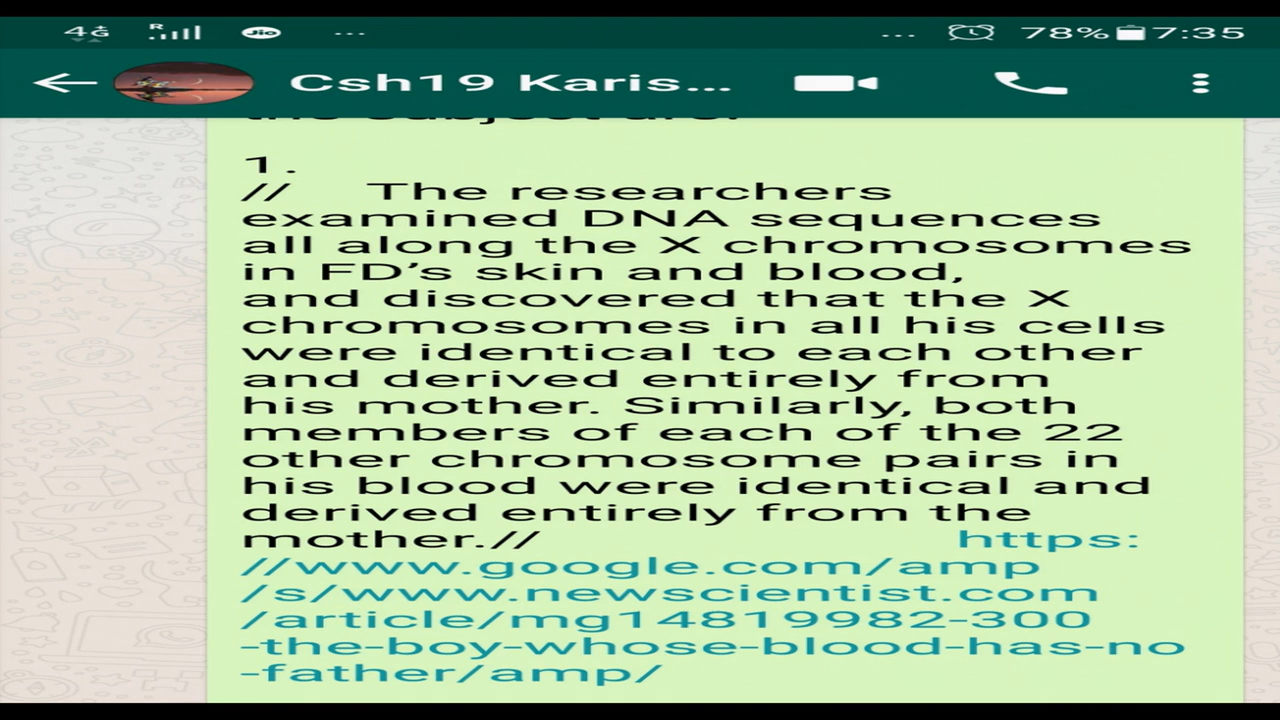 4G R Jio ... ... 78% 7:35
Csh19 Karis...
the subject are:
1.
// The researchers
examined DNA sequences
all along the X chromosomes
in FD’s skin and blood,
and discovered that the X
chromosomes in all his cells
were identical to each other
and derived entirely from
his mother. Similarly, both
members of each of the 22
other chromosome pairs in
his blood were identical and
derived entirely from the
mother.// https:
//www.google.com/amp
/s/www.newscientist.com
/article/mg14819982-300
-the-boy-whose-blood-has-no
-father/amp/